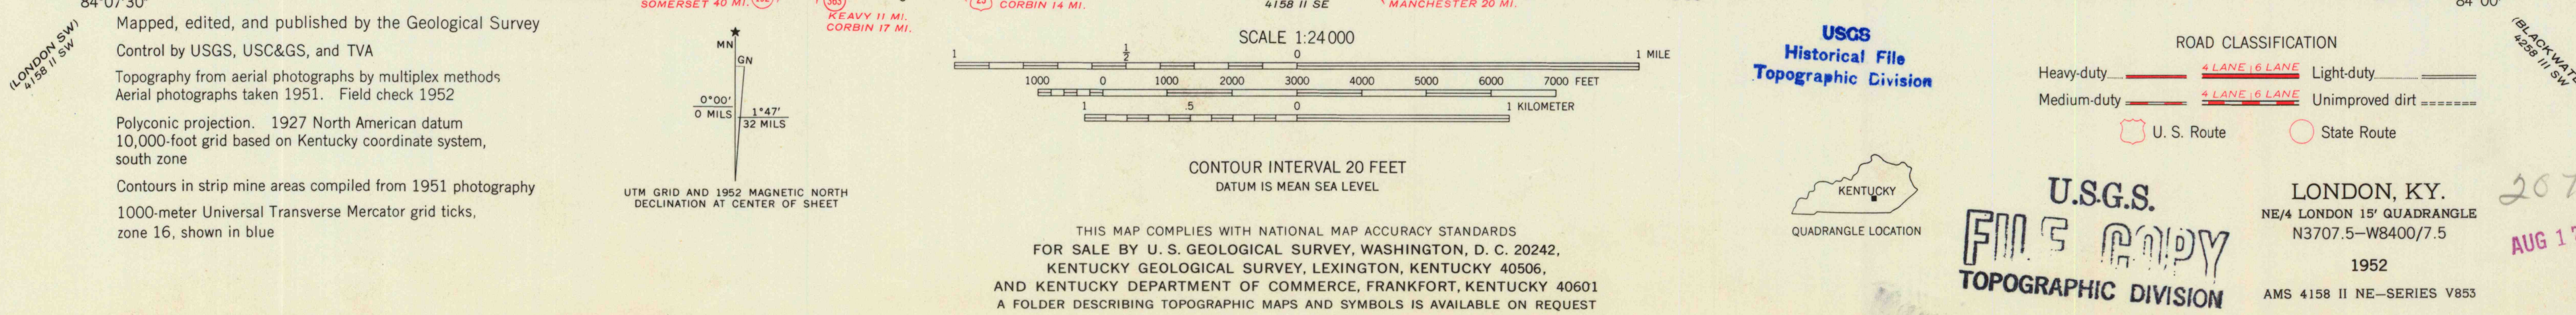 84°07'30"
(LONDON SW)
4158 II SW
Mapped, edited, and published by the Geological Survey
Control by USGS, USC&GS, and TVA
Topography from aerial photographs by multiplex methods
Aerial photographs taken 1951. Field check 1952
Polyconic projection. 1927 North American datum
10,000-foot grid based on Kentucky coordinate system,
south zone
Contours in strip mine areas compiled from 1951 photography
1000-meter Universal Transverse Mercator grid ticks,
zone 16, shown in blue
SOMERSET 40 MI.
363
KEAVY 11 MI.
CORBIN 17 MI.
25
CORBIN 14 MI.
4158 II SE
MANCHESTER 20 MI.
MN
GN
0°00'
0 MILS
1°47'
32 MILS
UTM GRID AND 1952 MAGNETIC NORTH
DECLINATION AT CENTER OF SHEET
SCALE 1:24 000
1 ½ 0 1 MILE
1000 0 1000 2000 3000 4000 5000 6000 7000 FEET
1 .5 0 1 KILOMETER
CONTOUR INTERVAL 20 FEET
DATUM IS MEAN SEA LEVEL
THIS MAP COMPLIES WITH NATIONAL MAP ACCURACY STANDARDS
FOR SALE BY U. S. GEOLOGICAL SURVEY, WASHINGTON, D. C. 20242,
KENTUCKY GEOLOGICAL SURVEY, LEXINGTON, KENTUCKY 40506,
AND KENTUCKY DEPARTMENT OF COMMERCE, FRANKFORT, KENTUCKY 40601
A FOLDER DESCRIBING TOPOGRAPHIC MAPS AND SYMBOLS IS AVAILABLE ON REQUEST
USGS
Historical File
Topographic Division
KENTUCKY
QUADRANGLE LOCATION
84°00'
(BLACKWATE
4258 III SW
ROAD CLASSIFICATION
Heavy-duty 4 LANE 6 LANE Light-duty
Medium-duty 4 LANE 6 LANE Unimproved dirt
U. S. Route State Route
U.S.G.S.
FILE COPY
TOPOGRAPHIC DIVISION
LONDON, KY.
NE/4 LONDON 15' QUADRANGLE
N3707.5—W8400/7.5
1952
AMS 4158 II NE—SERIES V853
AUG 17